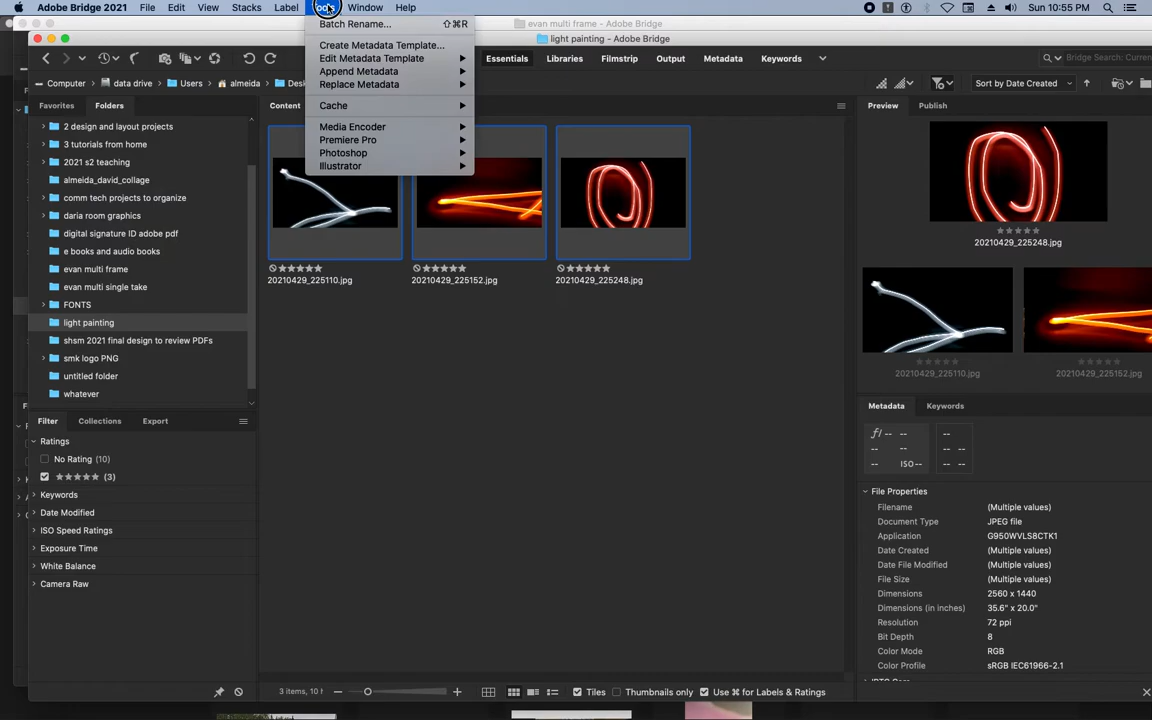 Adobe Bridge 2021 File Edit View Stacks Label Tools Window Help Sun 10:55 PM
evan multi frame - Adobe Bridge
light painting - Adobe Bridge
Batch Rename... ⇧⌘R
Create Metadata Template...
Edit Metadata Template
Append Metadata
Replace Metadata
Cache
Media Encoder
Premiere Pro
Photoshop
Illustrator
Essentials Libraries Filmstrip Output Metadata Keywords
Bridge Search: Curren
Computer data drive Users almeida Desk
Sort by Date Created
Favorites Folders
2 design and layout projects
3 tutorials from home
2021 s2 teaching
almeida_david_collage
comm tech projects to organize
daria room graphics
digital signature ID adobe pdf
e books and audio books
evan multi frame
evan multi single take
FONTS
light painting
shsm 2021 final design to review PDFs
smk logo PNG
untitled folder
whatever
Filter Collections Export
Ratings
No Rating (10)
★★★★★ (3)
Keywords
Date Modified
ISO Speed Ratings
Exposure Time
White Balance
Camera Raw
Content
20210429_225110.jpg
20210429_225152.jpg
20210429_225248.jpg
3 items, 10 h
Tiles Thumbnails only Use ⌘ for Labels & Ratings
Preview Publish
20210429_225248.jpg
20210429_225110.jpg
20210429_225152.jpg
Metadata Keywords
f/ -- -- --
-- -- --
-- ISO-- -- --
File Properties
Filename (Multiple values)
Document Type JPEG file
Application G950WVLS8CTK1
Date Created (Multiple values)
Date File Modified (Multiple values)
File Size (Multiple values)
Dimensions 2560 x 1440
Dimensions (in inches) 35.6" x 20.0"
Resolution 72 ppi
Bit Depth 8
Color Mode RGB
Color Profile sRGB IEC61966-2.1